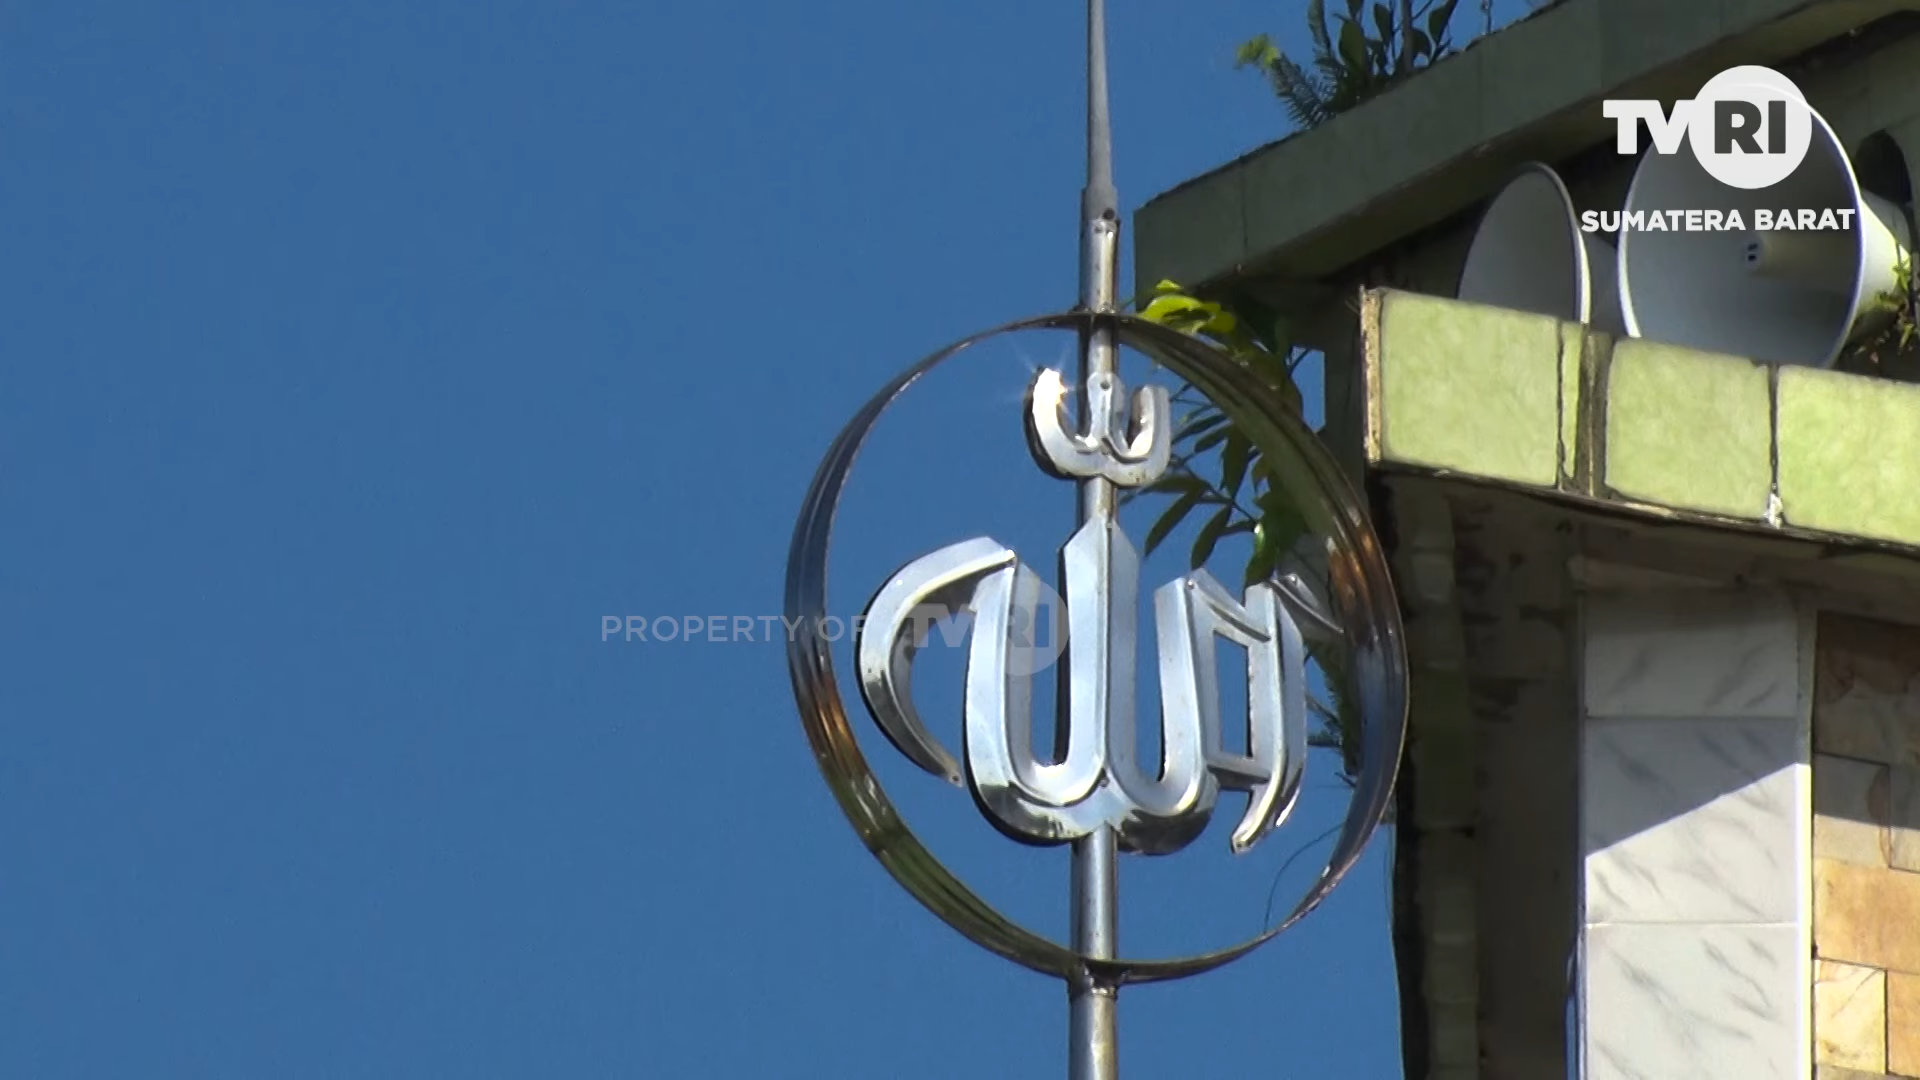 TVRI
SUMATERA BARAT
الله
PROPERTY OF TVRI